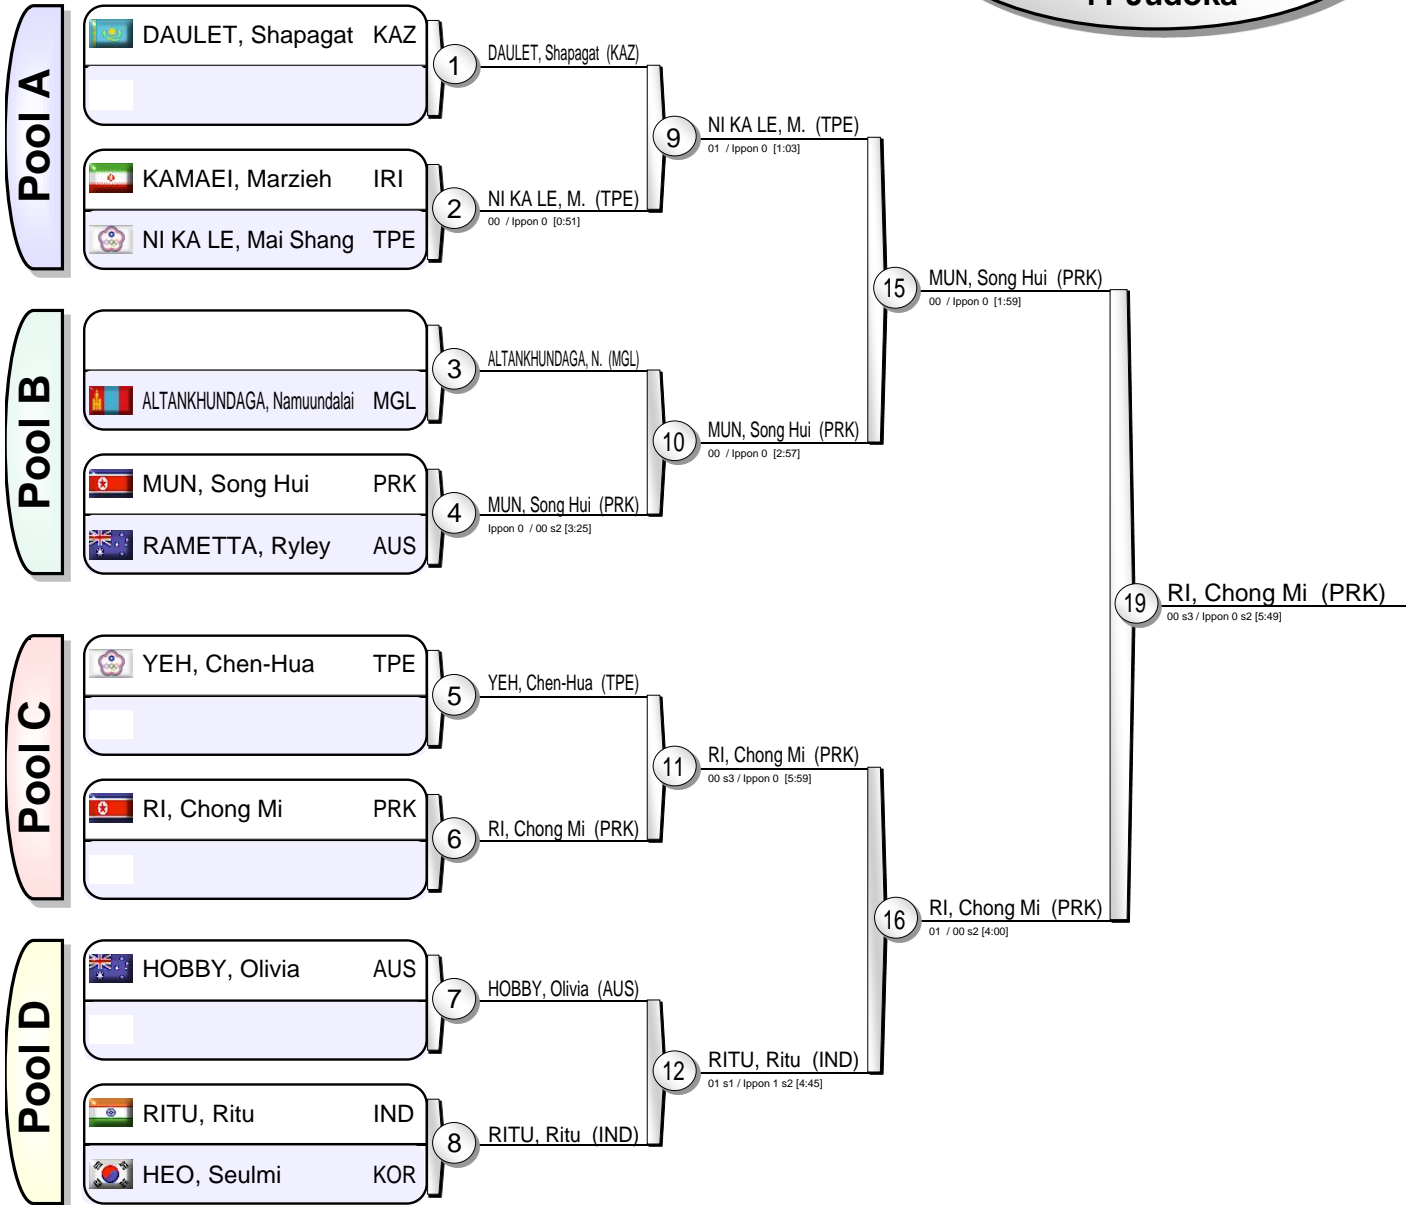 11 Judoka
Pool A
DAULET, Shapagat KAZ
1
DAULET, Shapagat (KAZ)
KAMAEI, Marzieh IRI
NI KA LE, Mai Shang TPE
2
NI KA LE, M. (TPE)
00 / Ippon 0 [0:51]
9
NI KA LE, M. (TPE)
01 / Ippon 0 [1:03]
Pool B
ALTANKHUNDAGA, Namuundalai MGL
3
ALTANKHUNDAGA, N. (MGL)
MUN, Song Hui PRK
RAMETTA, Ryley AUS
4
MUN, Song Hui (PRK)
Ippon 0 / 00 s2 [3:25]
10
MUN, Song Hui (PRK)
00 / Ippon 0 [2:57]
15
MUN, Song Hui (PRK)
00 / Ippon 0 [1:59]
Pool C
YEH, Chen-Hua TPE
5
YEH, Chen-Hua (TPE)
RI, Chong Mi PRK
6
RI, Chong Mi (PRK)
11
RI, Chong Mi (PRK)
00 s3 / Ippon 0 [5:59]
Pool D
HOBBY, Olivia AUS
7
HOBBY, Olivia (AUS)
RITU, Ritu IND
HEO, Seulmi KOR
8
RITU, Ritu (IND)
12
RITU, Ritu (IND)
01 s1 / Ippon 1 s2 [4:45]
16
RI, Chong Mi (PRK)
01 / 00 s2 [4:00]
19
RI, Chong Mi (PRK)
00 s3 / Ippon 0 s2 [5:49]